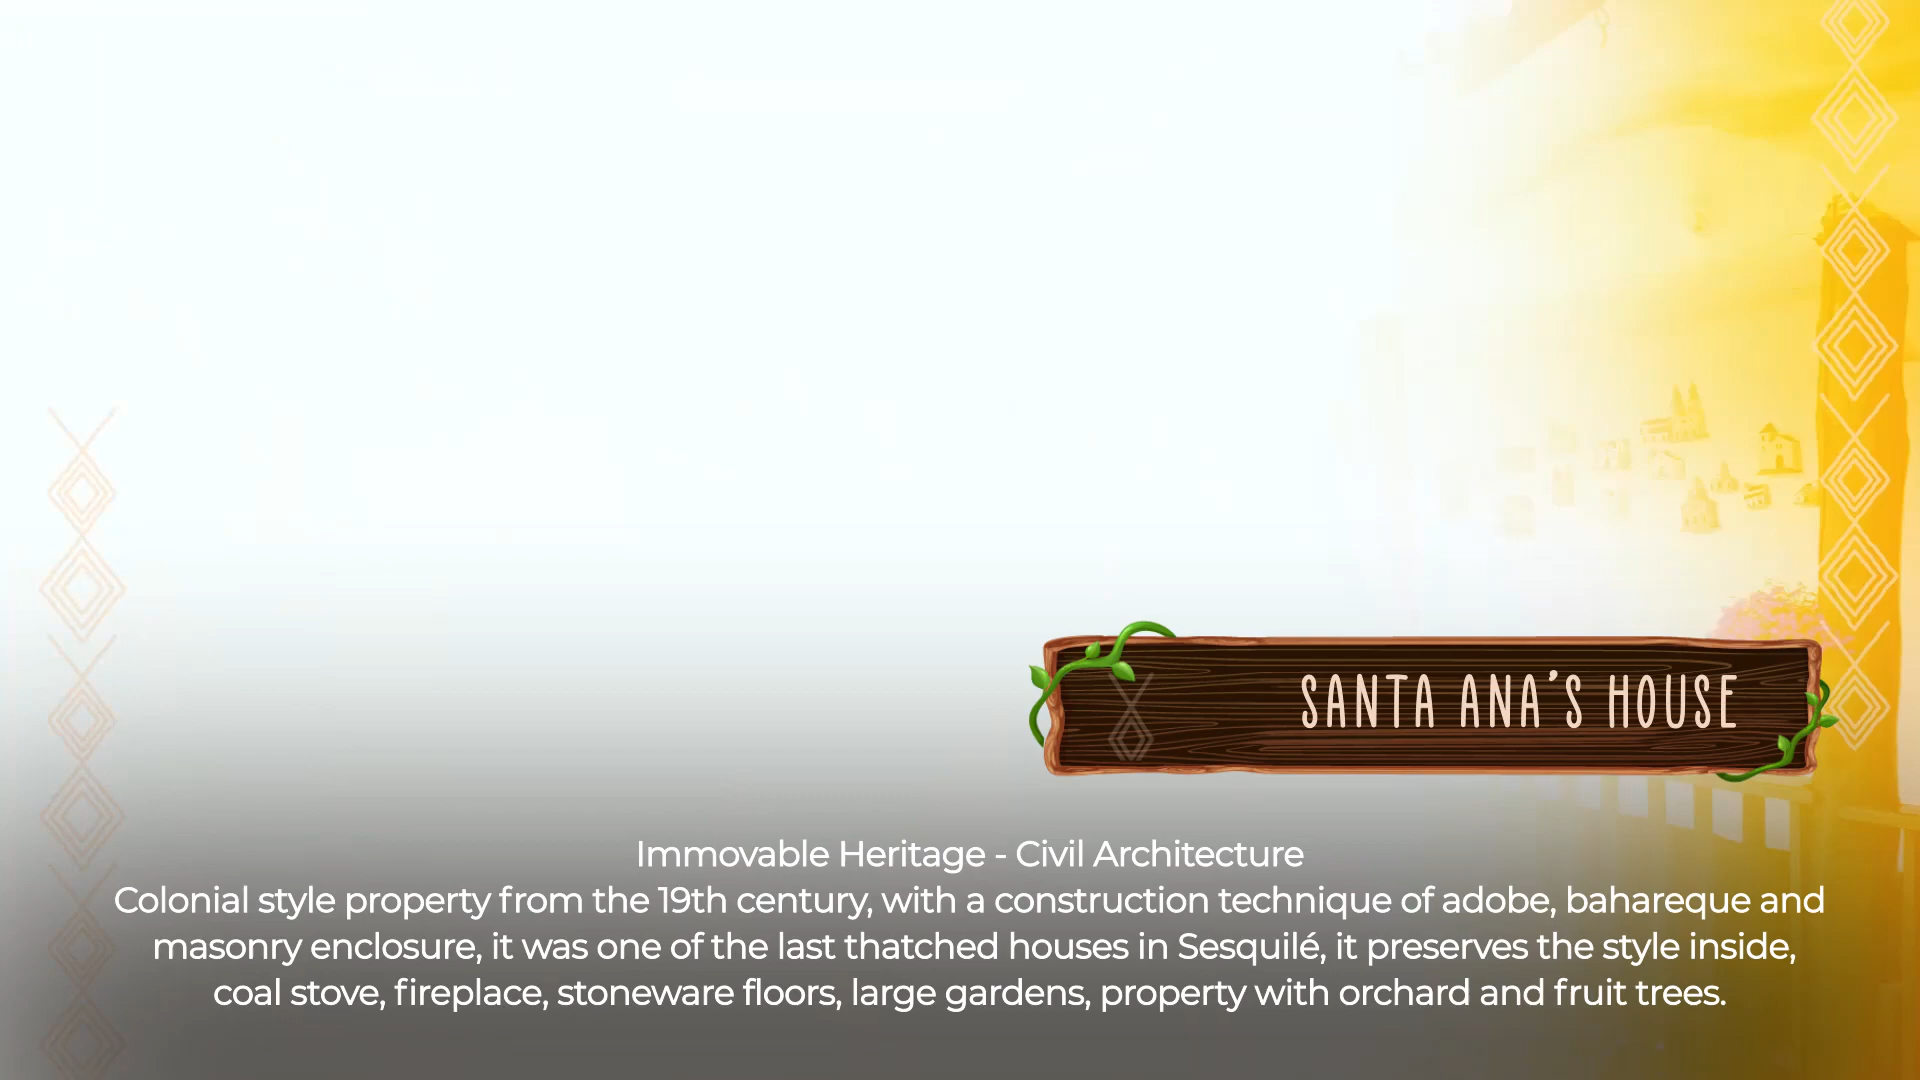 SANTA ANA'S HOUSE
Immovable Heritage - Civil Architecture
Colonial style property from the 19th century, with a construction technique of adobe, bahareque and
masonry enclosure, it was one of the last thatched houses in Sesquilé, it preserves the style inside,
coal stove, fireplace, stoneware floors, large gardens, property with orchard and fruit trees.